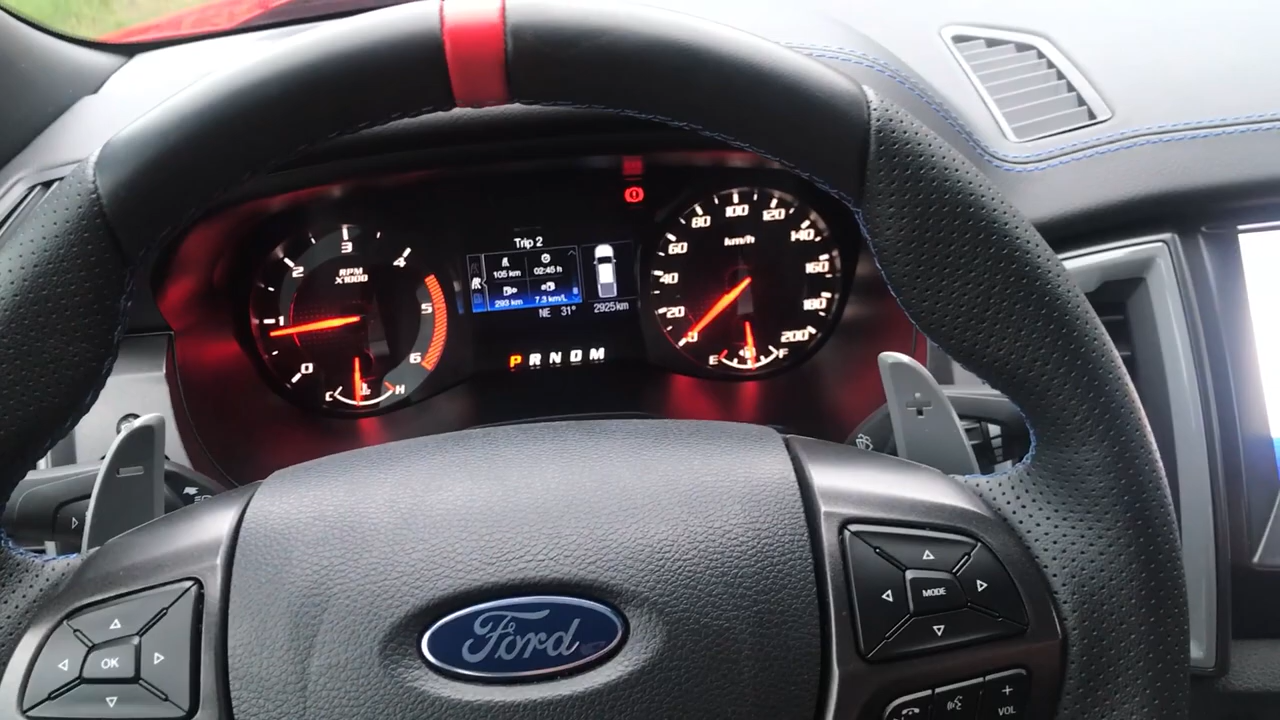 Trip 2
105 km
02:45 h
293 km
7.3 km/L
NE 31°
2925km
P R N D M
0
1
2
3
4
5
6
RPM
X1000
C
H
0
20
40
60
80
100
120
140
160
180
200
km/h
E
F
Ford
OK
MODE
+
VOL